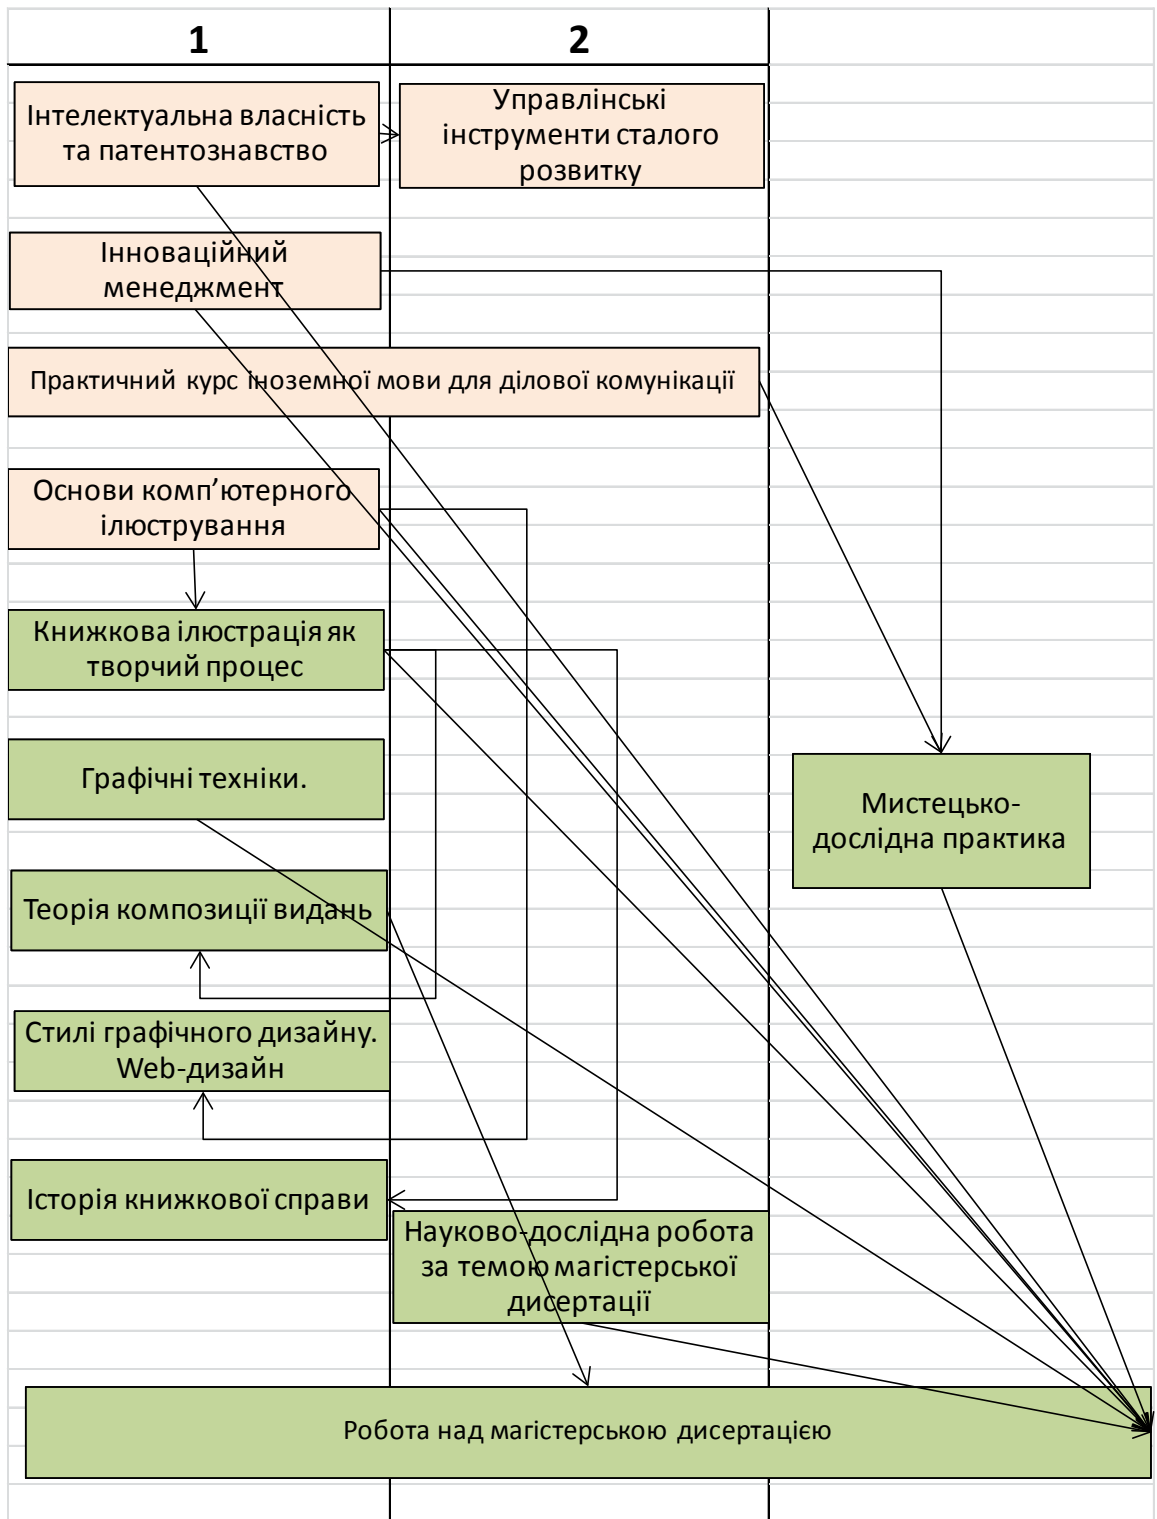 1
2
Інтелектуальна власність
та патентознавство
Управлінські
інструменти сталого
розвитку
Інноваційний
менеджмент
Практичний курс іноземної мови для ділової комунікації
Основи комп’ютерного
ілюстрування
Книжкова ілюстрація як
творчий процес
Графічні техніки.
Мистецько-
дослідна практика
Теорія композиції видань
Стилі графічного дизайну.
Web-дизайн
Історія книжкової справи
Науково-дослідна робота
за темою магістерської
дисертації
Робота над магістерською дисертацією